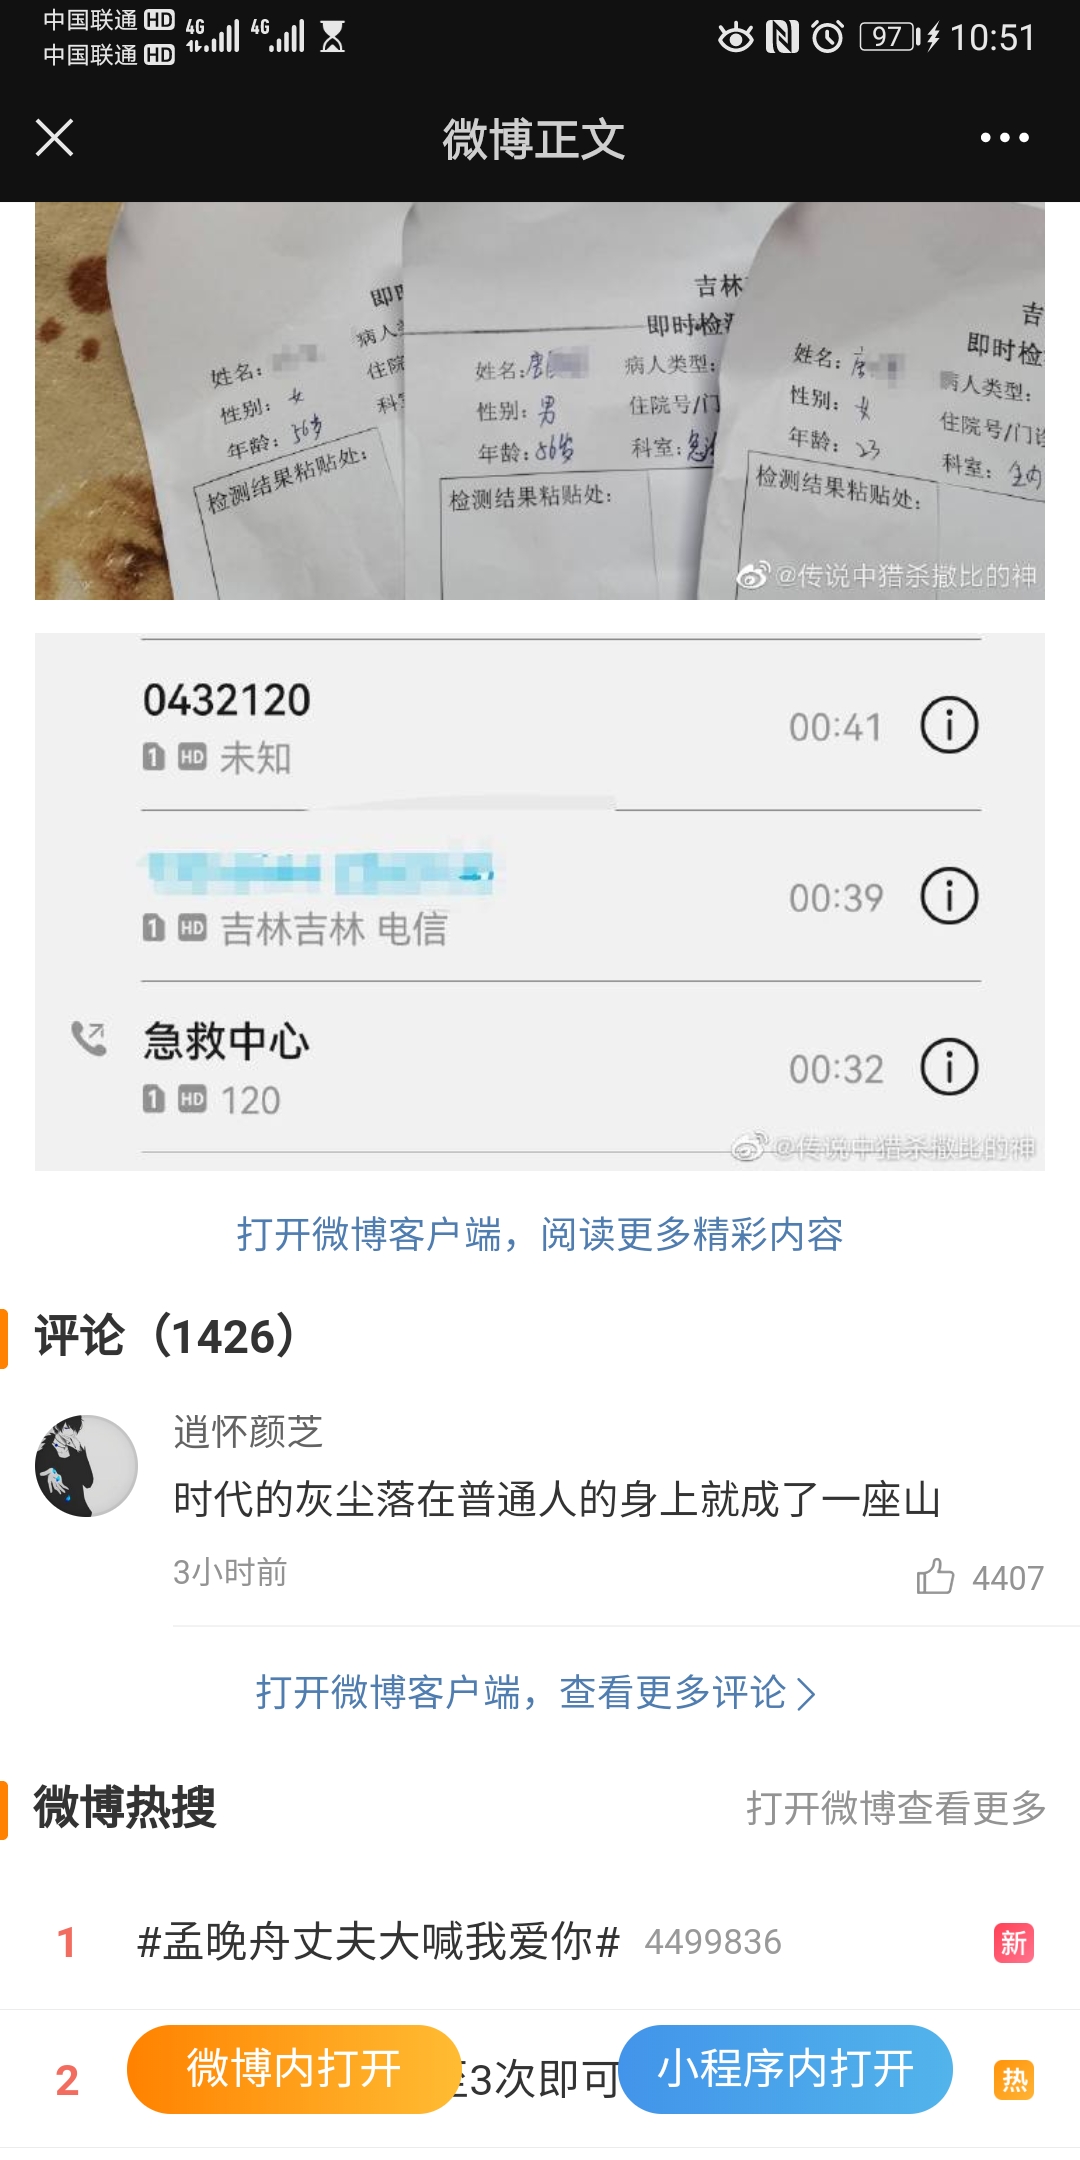 中国联通 HD 4G 4G
中国联通 HD
97 10:51
微博正文
即时
病人
姓名:
住院
性别: 女
科
年龄: 56岁
检测结果粘贴处:
吉林
即时检测
姓名:唐
病人类型:
性别: 男
住院号/门
年龄:56岁
科室:急诊
检测结果粘贴处:
吉
即时检
姓名:唐
病人类型:
性别: 女
住院号/门诊
年龄: 23
科室:
检测结果粘贴处:
@传说中猎杀撒比的神
0432120
00:41
1 HD 未知
00:39
1 HD 吉林吉林 电信
急救中心
00:32
1 HD 120
@传说中猎杀撒比的神
打开微博客户端，阅读更多精彩内容
评论（1426）
逍怀颜芝
时代的灰尘落在普通人的身上就成了一座山
3小时前
4407
打开微博客户端，查看更多评论
微博热搜
打开微博查看更多
1 #孟晚舟丈夫大喊我爱你# 4499836 新
2 3次即可 热
微博内打开
小程序内打开